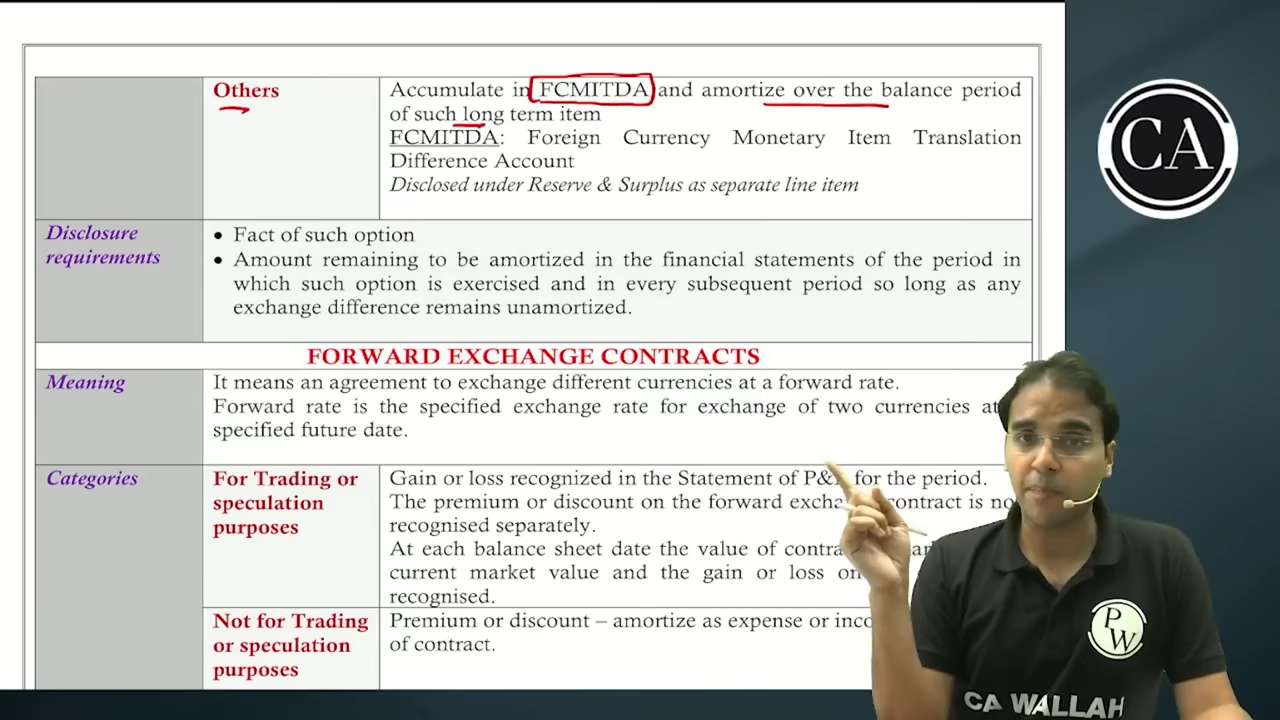 Others
Accumulate in FCMITDA and amortize over the balance period
of such long term item
FCMITDA: Foreign Currency Monetary Item Translation
Difference Account
Disclosed under Reserve & Surplus as separate line item
CA
Disclosure
requirements
• Fact of such option
• Amount remaining to be amortized in the financial statements of the period in
which such option is exercised and in every subsequent period so long as any
exchange difference remains unamortized.
FORWARD EXCHANGE CONTRACTS
Meaning
It means an agreement to exchange different currencies at a forward rate.
Forward rate is the specified exchange rate for exchange of two currencies at
specified future date.
Categories
For Trading or
speculation
purposes
Gain or loss recognized in the Statement of for the period.
The premium or discount on the forward contract is
recognised separately.
At each balance sheet date the value of
current market value and the gain or loss on
recognised.
Not for Trading
or speculation
purposes
Premium or discount – amortize as expense or
of contract.
PW
CA WALLAH